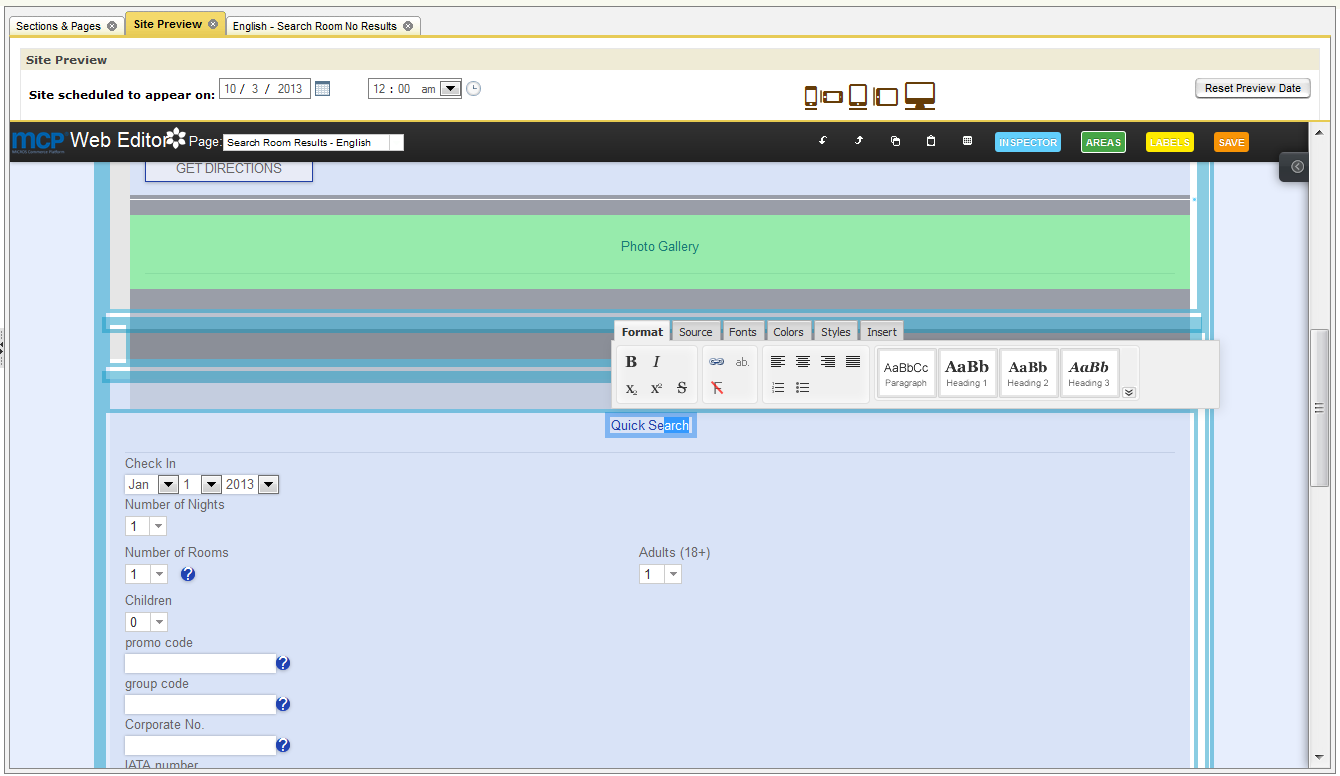 Sections & Pages
Site Preview
English - Search Room No Results
Site Preview
Site scheduled to appear on: 10 / 3 / 2013 12 : 00 am
Reset Preview Date
mcp Web Editor Page: Search Room Results - English
INSPECTOR
AREAS
LABELS
SAVE
GET DIRECTIONS
Photo Gallery
Format Source Fonts Colors Styles Insert
B I ab. AaBbCc AaBb AaBb AaBb
Paragraph Heading 1 Heading 2 Heading 3
X2 X2 S
Quick Search
Check In
Jan 1 2013
Number of Nights
1
Number of Rooms Adults (18+)
1 ? 1
Children
0
promo code
?
group code
?
Corporate No.
?
IATA number